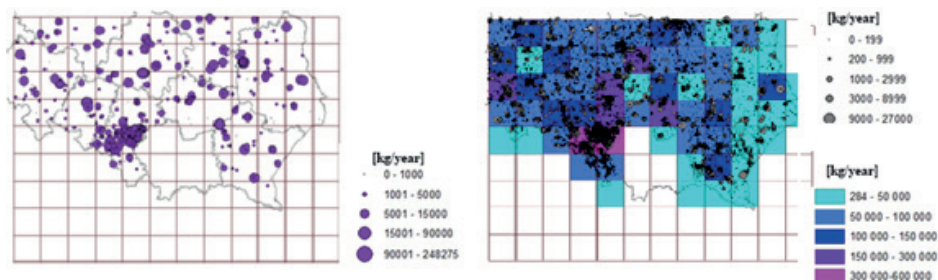 [kg/year]
0 - 1000
1001 - 5000
5001 - 15000
15001 - 90000
90001 - 248275
[kg/year]
0 - 199
200 - 999
1000 - 2999
3000 - 8999
9000 - 27000
[kg/year]
284 - 50 000
50 000 - 100 000
100 000 - 150 000
150 000 - 300 000
300 000-600 000